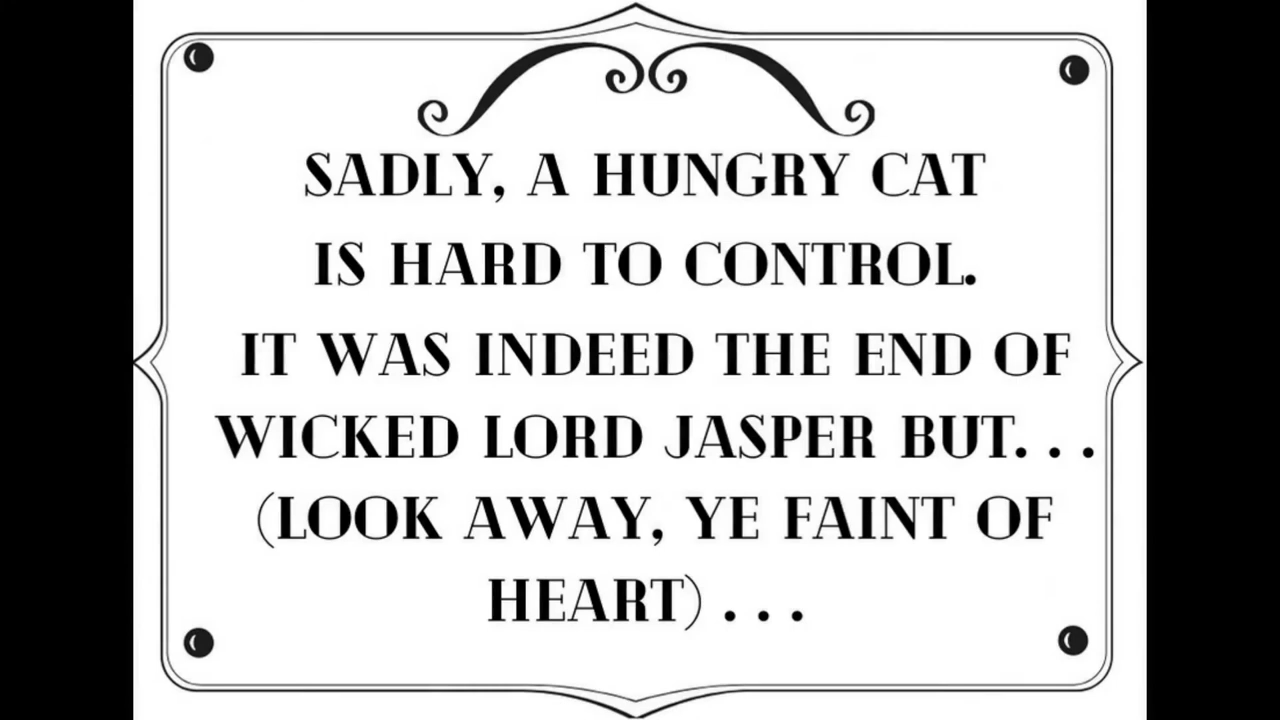 SADLY, A HUNGRY CAT
IS HARD TO CONTROL.
IT WAS INDEED THE END OF
WICKED LORD JASPER BUT. . .
(LOOK AWAY, YE FAINT OF
HEART) . . .